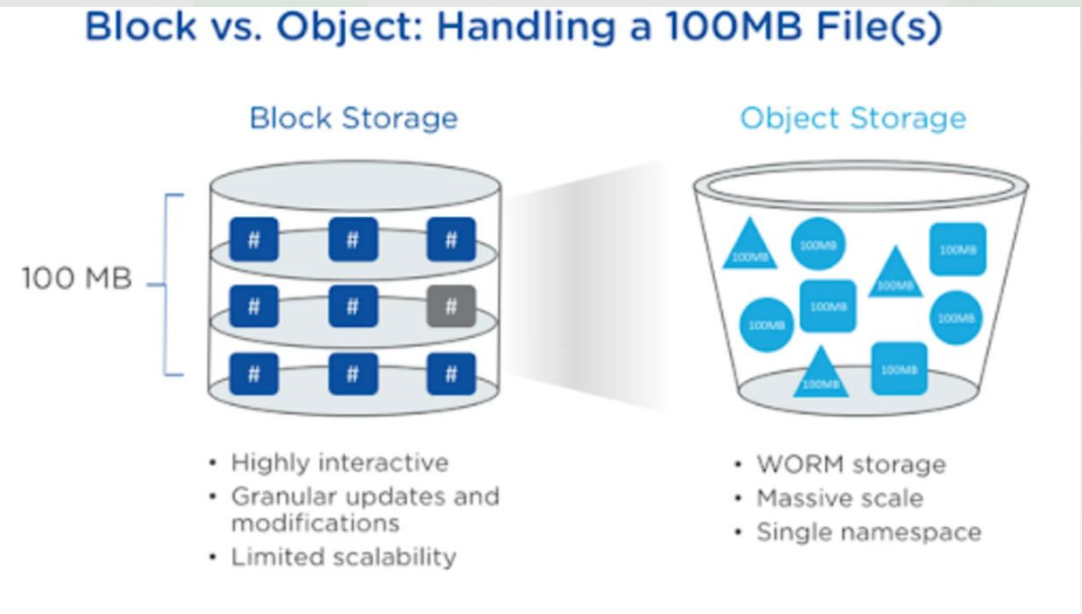 Block vs. Object: Handling a 100MB File(s)
Block Storage
Object Storage
100 MB
# # #
# # #
# # #
100MB
100MB
100MB
100MB
100MB
100MB
100MB
100MB
100MB
• Highly interactive
• Granular updates and
modifications
• Limited scalability
• WORM storage
• Massive scale
• Single namespace